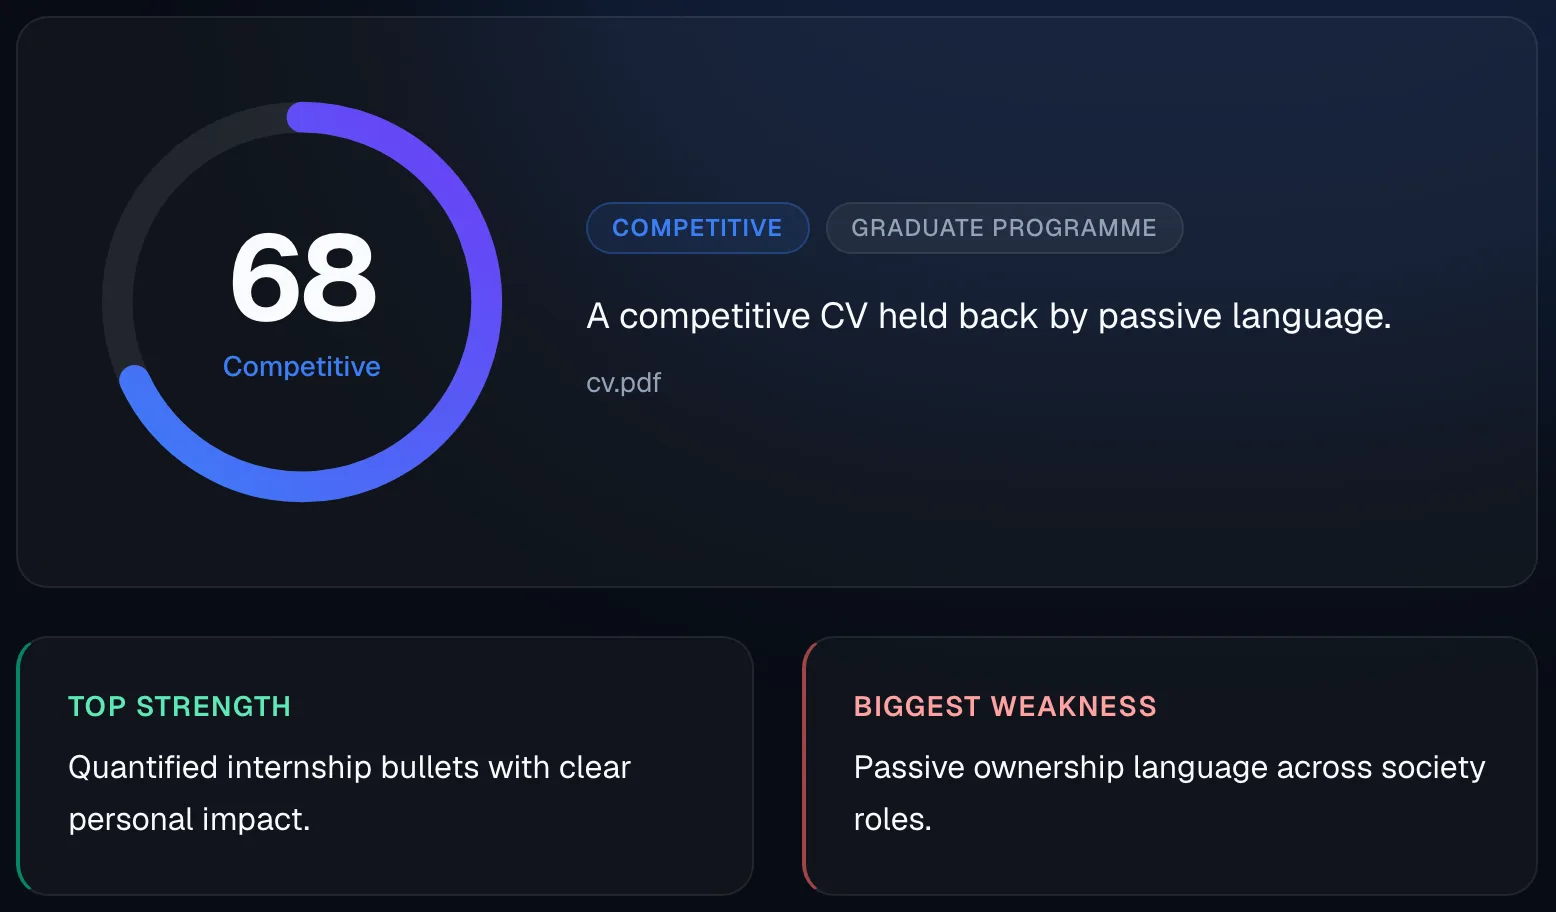 68
Competitive
COMPETITIVE
GRADUATE PROGRAMME
A competitive CV held back by passive language.
cv.pdf
TOP STRENGTH
Quantified internship bullets with clear
personal impact.
BIGGEST WEAKNESS
Passive ownership language across society
roles.